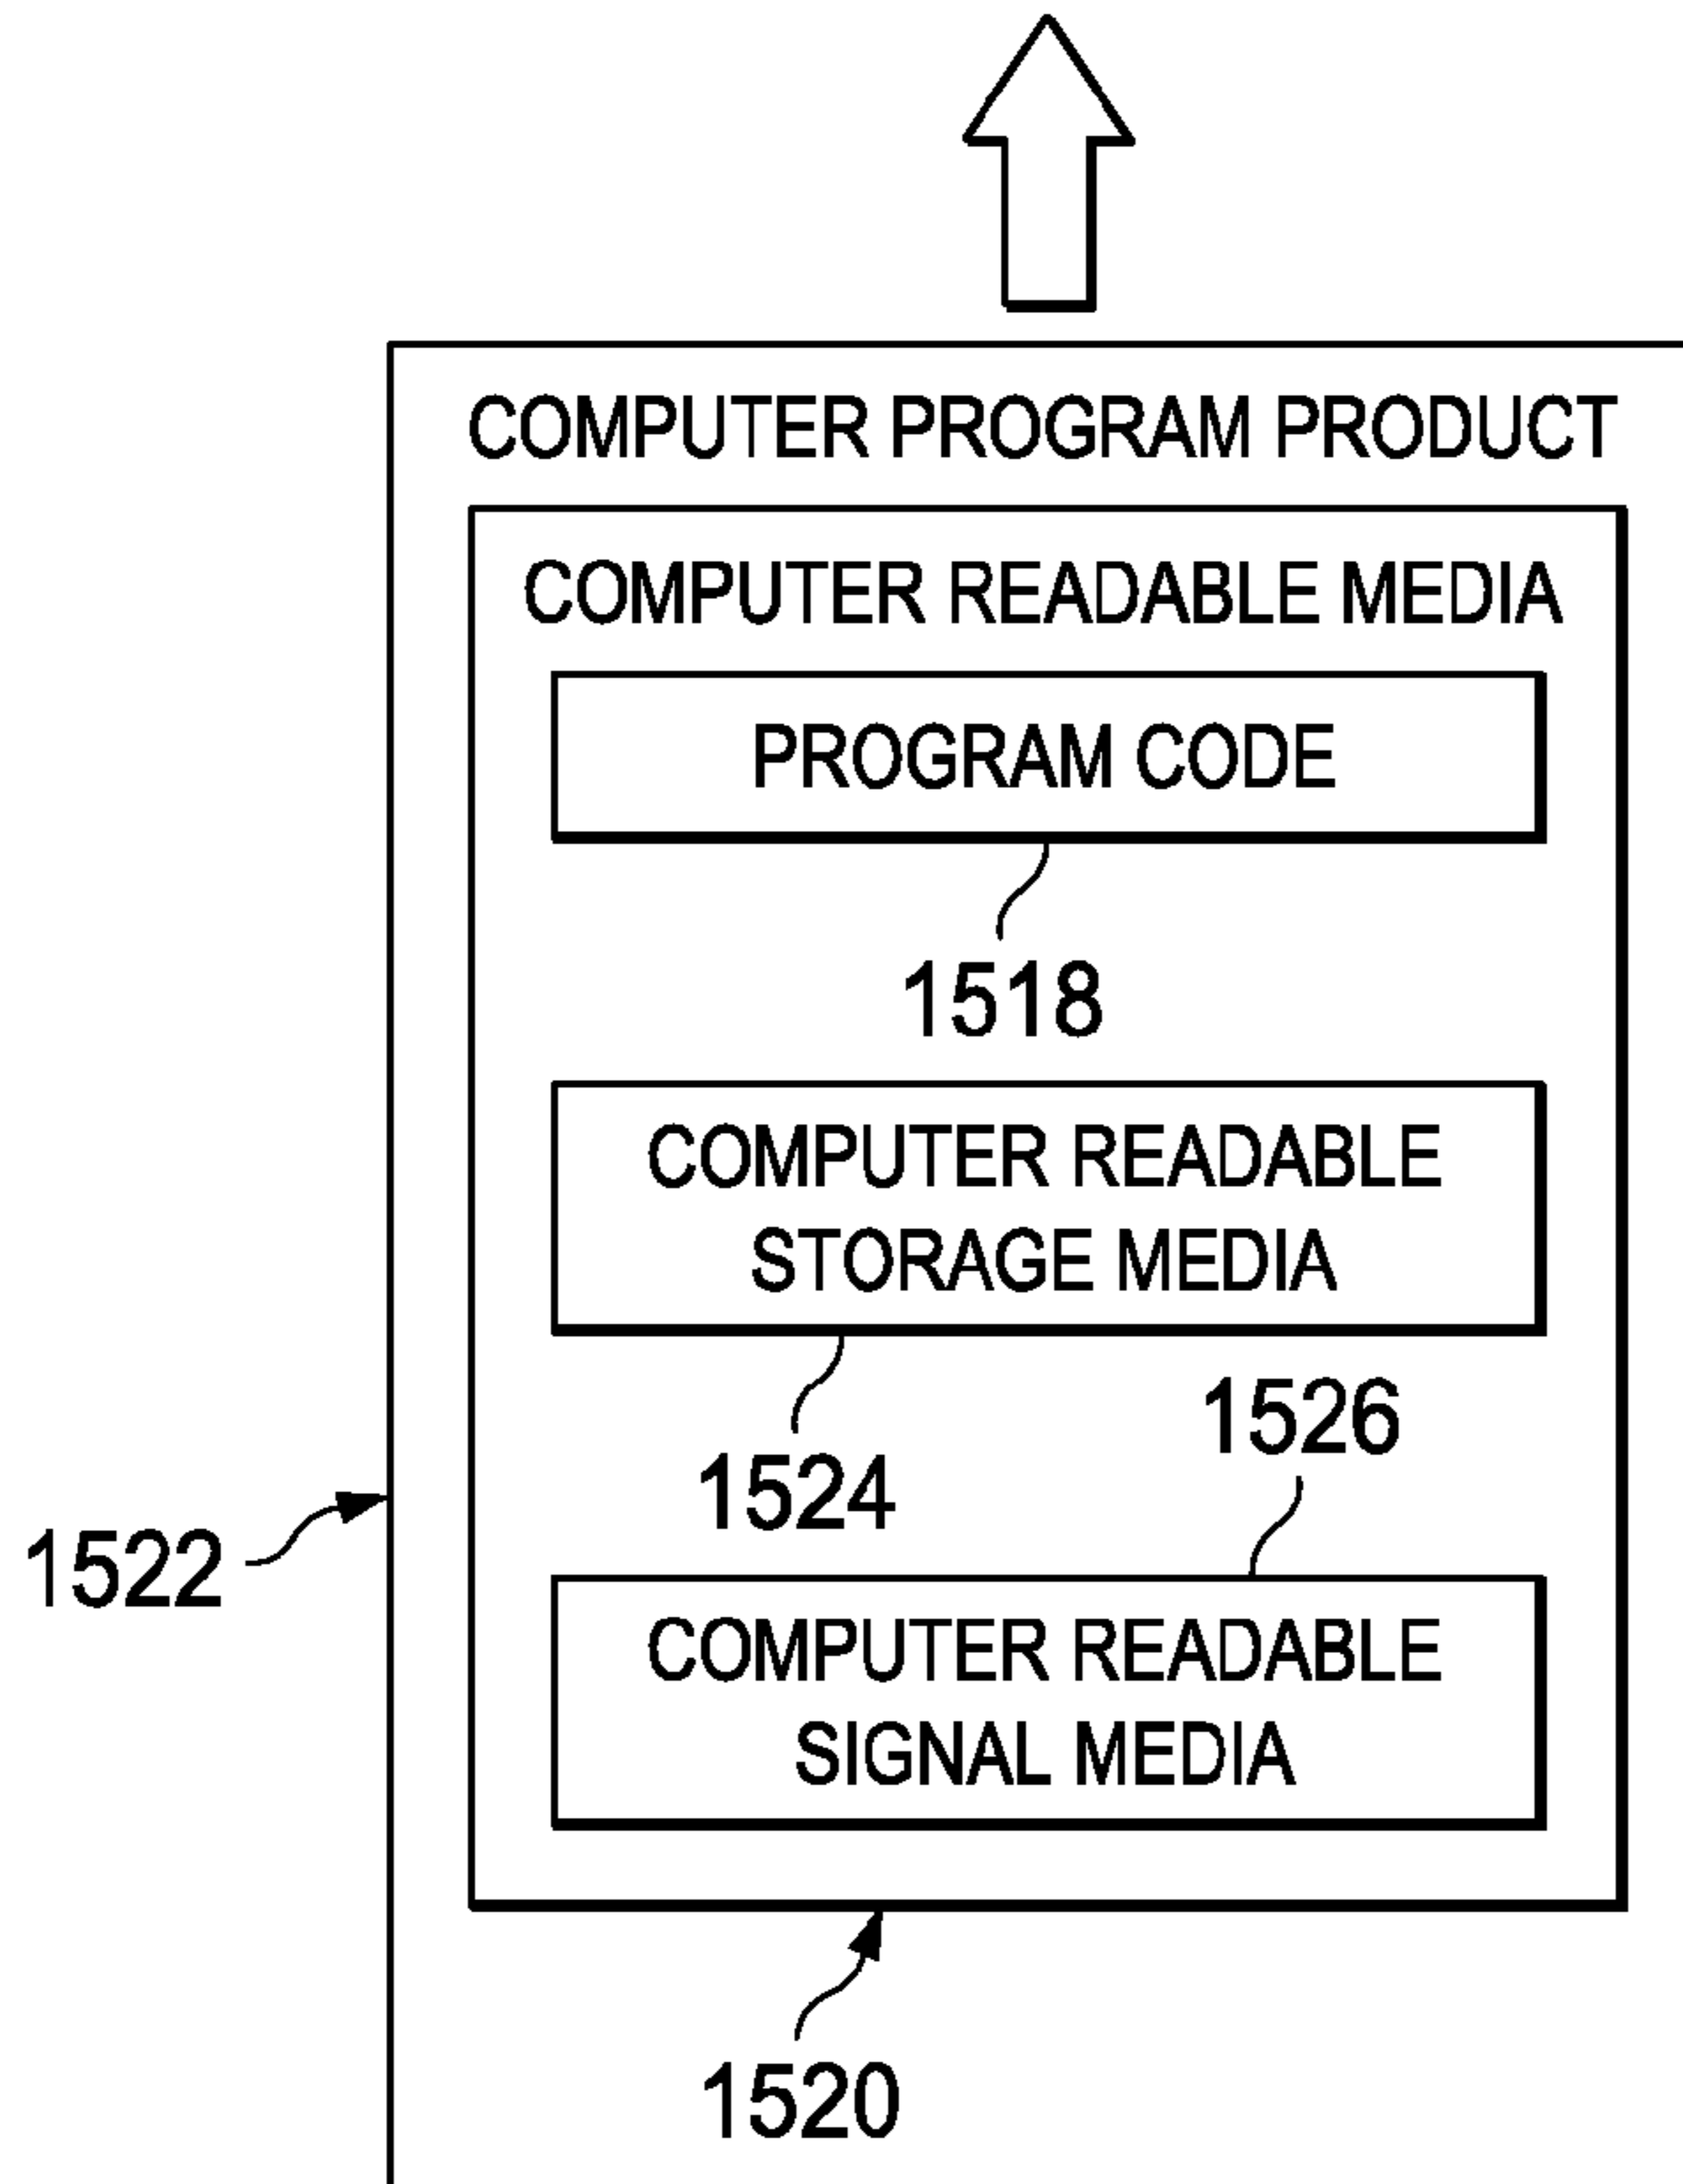 COMPUTER PROGRAM PRODUCT
COMPUTER READABLE MEDIA
PROGRAM CODE
1518
COMPUTER READABLE
STORAGE MEDIA
1526
1524
1522
COMPUTER READABLE
SIGNAL MEDIA
1520